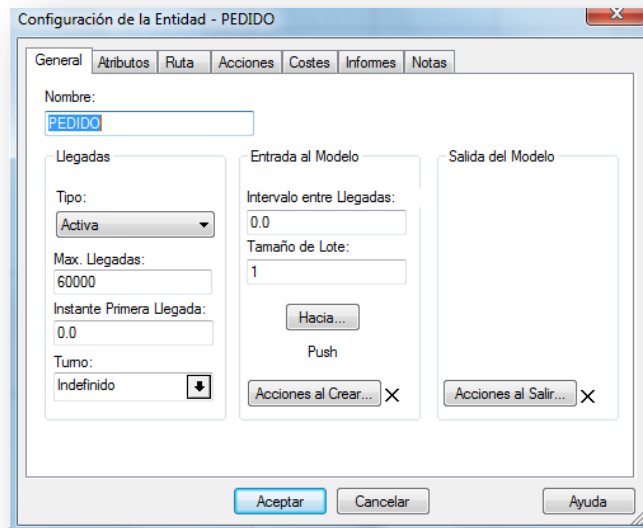 Configuración de la Entidad - PEDIDO
General Atributos Ruta Acciones Costes Informes Notas
Nombre:
PEDIDO
Llegadas
Tipo:
Activa
Max. Llegadas:
60000
Instante Primera Llegada:
0.0
Turno:
Indefinido
Entrada al Modelo
Intervalo entre Llegadas:
0.0
Tamaño de Lote:
1
Hacia...
Push
Acciones al Crear...
Salida del Modelo
Acciones al Salir...
Aceptar Cancelar Ayuda